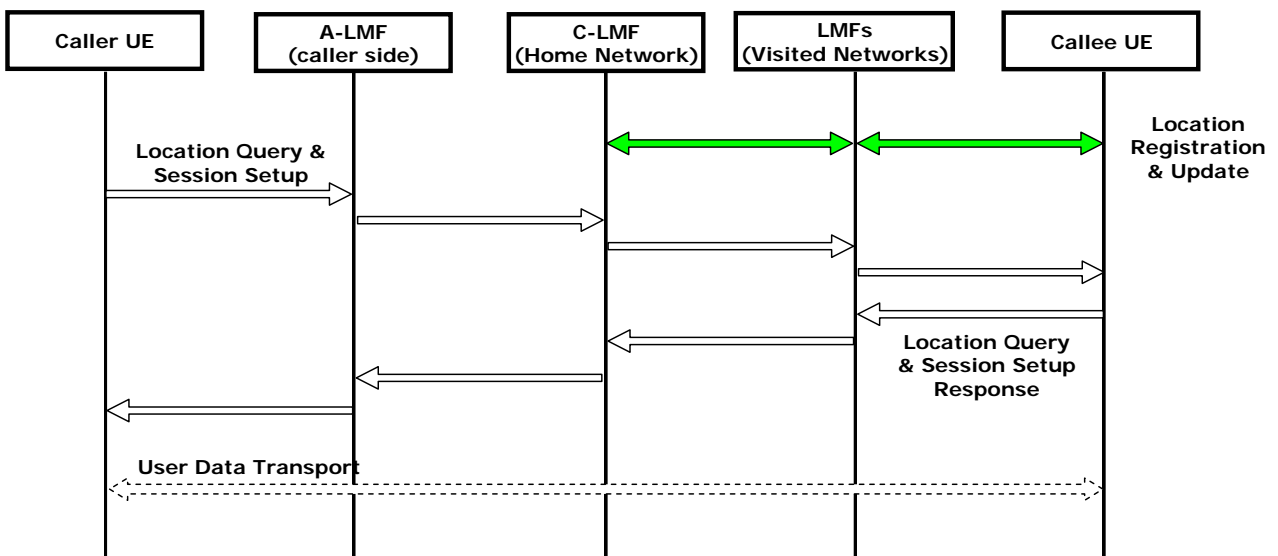 Caller UE
A-LMF
(caller side)
C-LMF
(Home Network)
LMFs
(Visited Networks)
Callee UE
Location
Registration
& Update
Location Query &
Session Setup
Location Query
& Session Setup
Response
User Data Transport